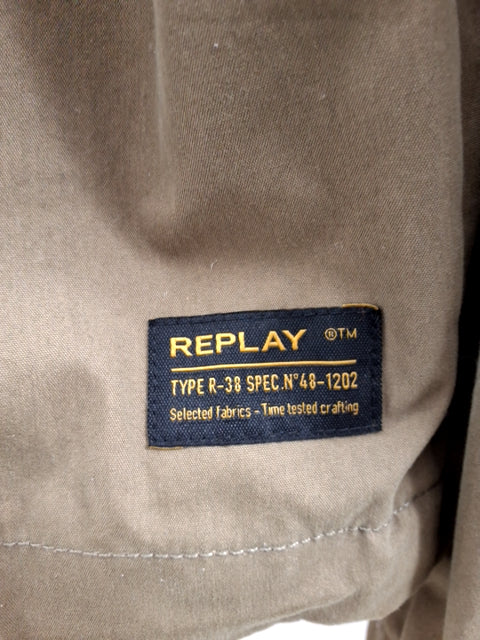 REPLAY ®™
TYPE R-38 SPEC.N°48-1202
Selected fabrics - Time tested crafting